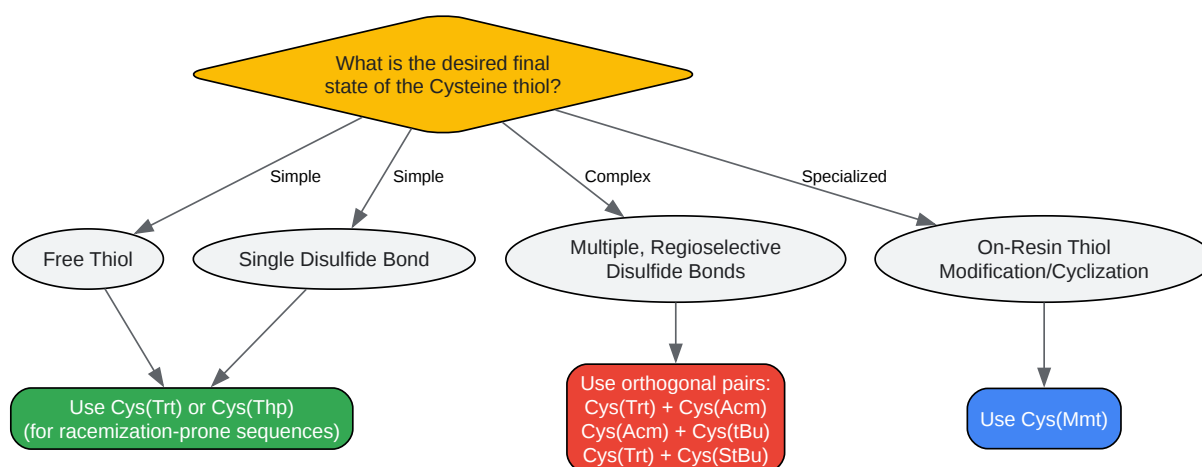 What is the desired final
state of the Cysteine thiol?
Simple
Simple
Complex
Specialized
Free Thiol
Single Disulfide Bond
Multiple, Regioselective
Disulfide Bonds
On-Resin Thiol
Modification/Cyclization
Use Cys(Trt) or Cys(Thp)
(for racemization-prone sequences)
Use orthogonal pairs:
Cys(Trt) + Cys(Acm)
Cys(Acm) + Cys(tBu)
Cys(Trt) + Cys(StBu)
Use Cys(Mmt)